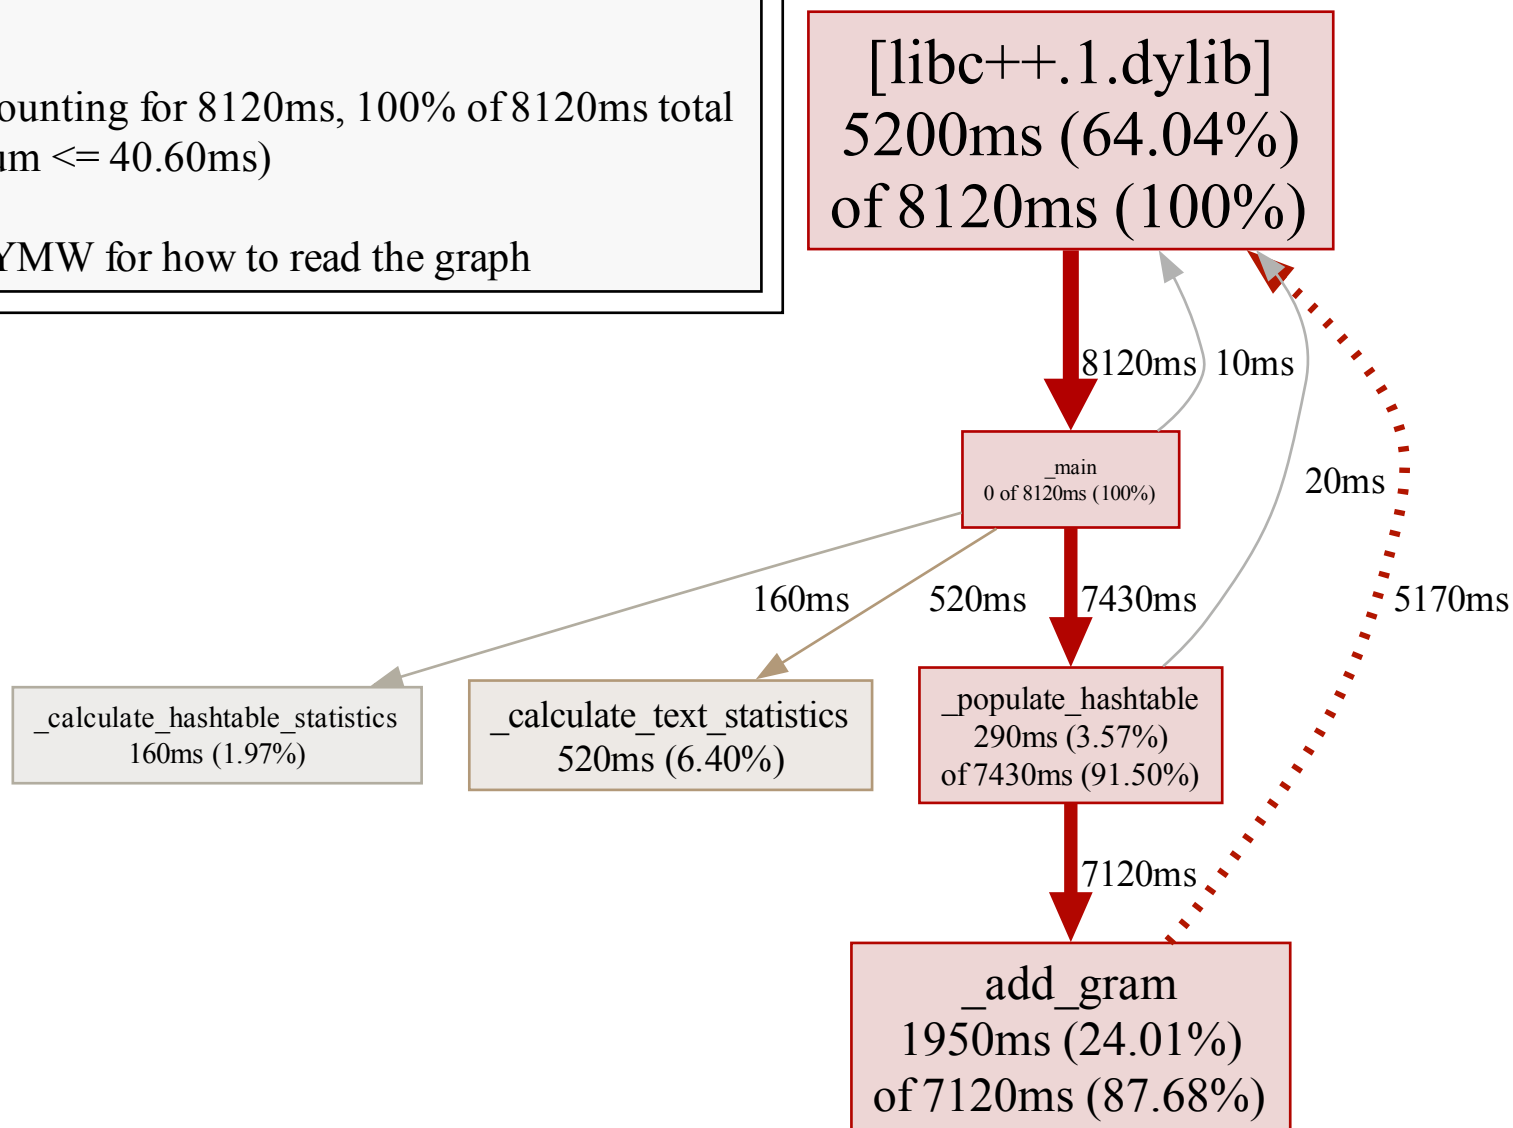 ounting for 8120ms, 100% of 8120ms total
<= 40.60ms)
YMW for how to read the graph
[libc++.1.dylib]
5200ms (64.04%)
of 8120ms (100%)
8120ms
10ms
_main
0 of 8120ms (100%)
20ms
160ms
520ms
7430ms
5170ms
_calculate_hashtable_statistics
160ms (1.97%)
_calculate_text_statistics
520ms (6.40%)
_populate_hashtable
290ms (3.57%)
of 7430ms (91.50%)
7120ms
_add_gram
1950ms (24.01%)
of 7120ms (87.68%)